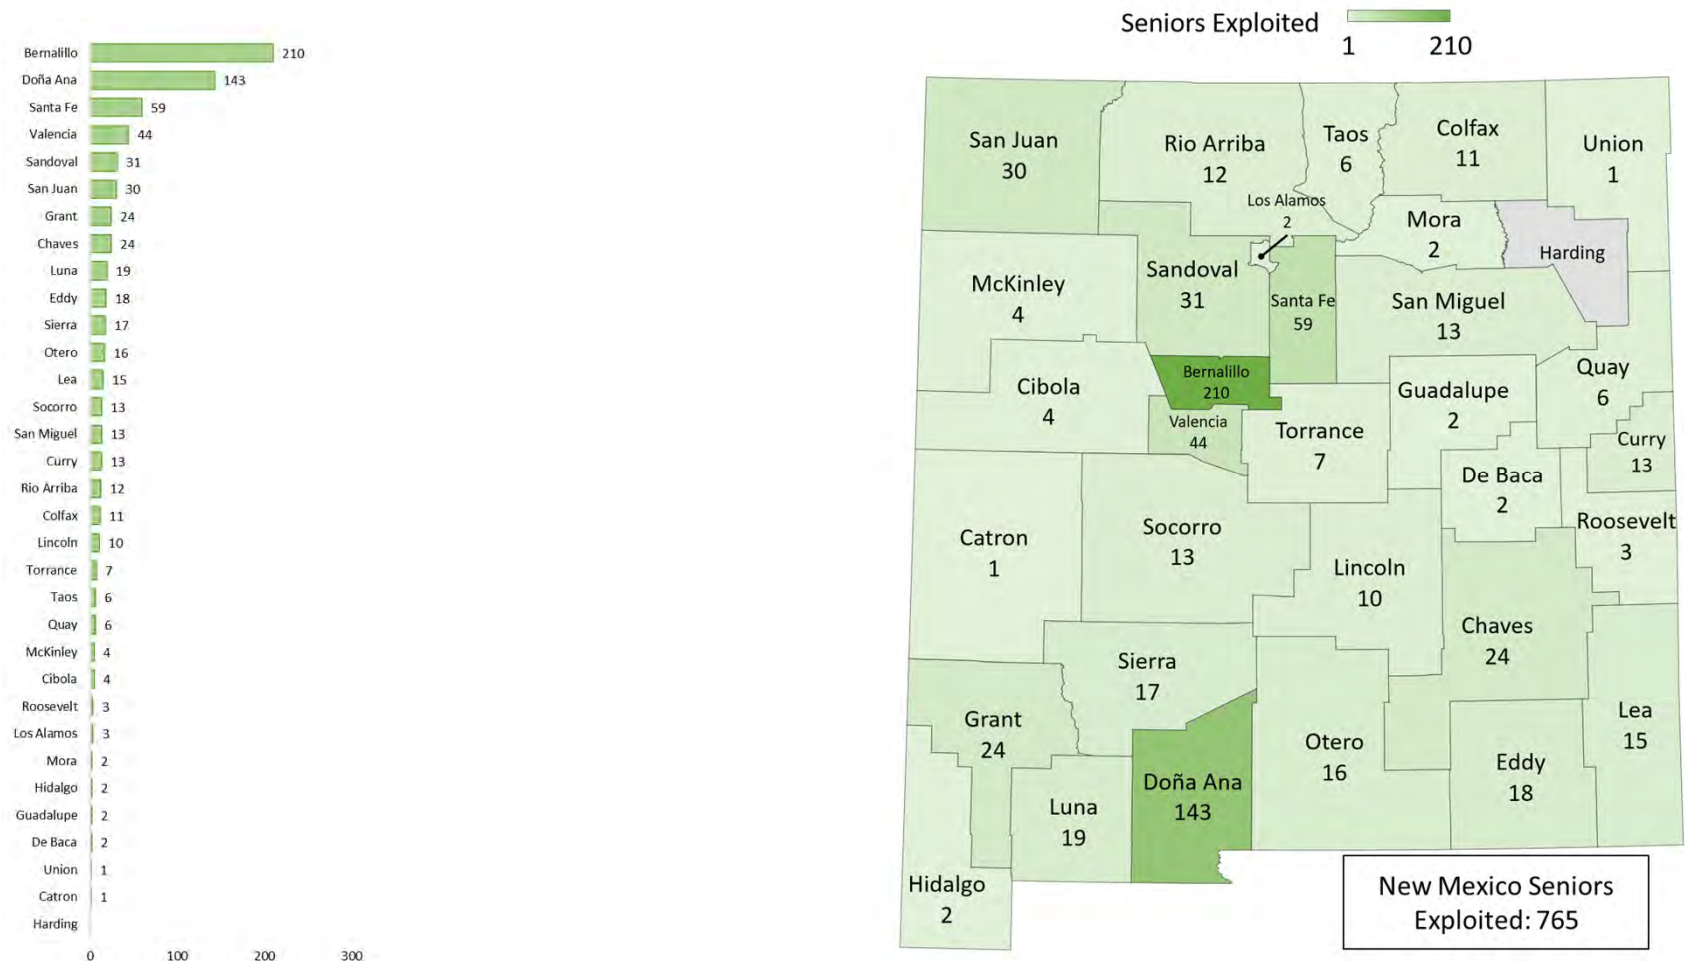 Bernalillo 210
Doña Ana 143
Santa Fe 59
Valencia 44
Sandoval 31
San Juan 30
Grant 24
Chaves 24
Luna 19
Eddy 18
Sierra 17
Otero 16
Lea 15
Socorro 13
San Miguel 13
Curry 13
Rio Arriba 12
Colfax 11
Lincoln 10
Torrance 7
Taos 6
Quay 6
McKinley 4
Cibola 4
Roosevelt 3
Los Alamos 3
Mora 2
Hidalgo 2
Guadalupe 2
De Baca 2
Union 1
Catron 1
Harding
0 100 200 300
Seniors Exploited
1 210
San Juan
30
Rio Arriba
12
Taos
6
Colfax
11
Union
1
Los Alamos
2
Mora
2
Harding
McKinley
4
Sandoval
31
Santa Fe
59
San Miguel
13
Cibola
4
Bernalillo
210
Valencia
44
Torrance
7
Guadalupe
2
Quay
6
Curry
13
De Baca
2
Roosevelt
3
Catron
1
Socorro
13
Lincoln
10
Chaves
24
Sierra
17
Grant
24
Luna
19
Doña Ana
143
Otero
16
Eddy
18
Lea
15
Hidalgo
2
New Mexico Seniors
Exploited: 765